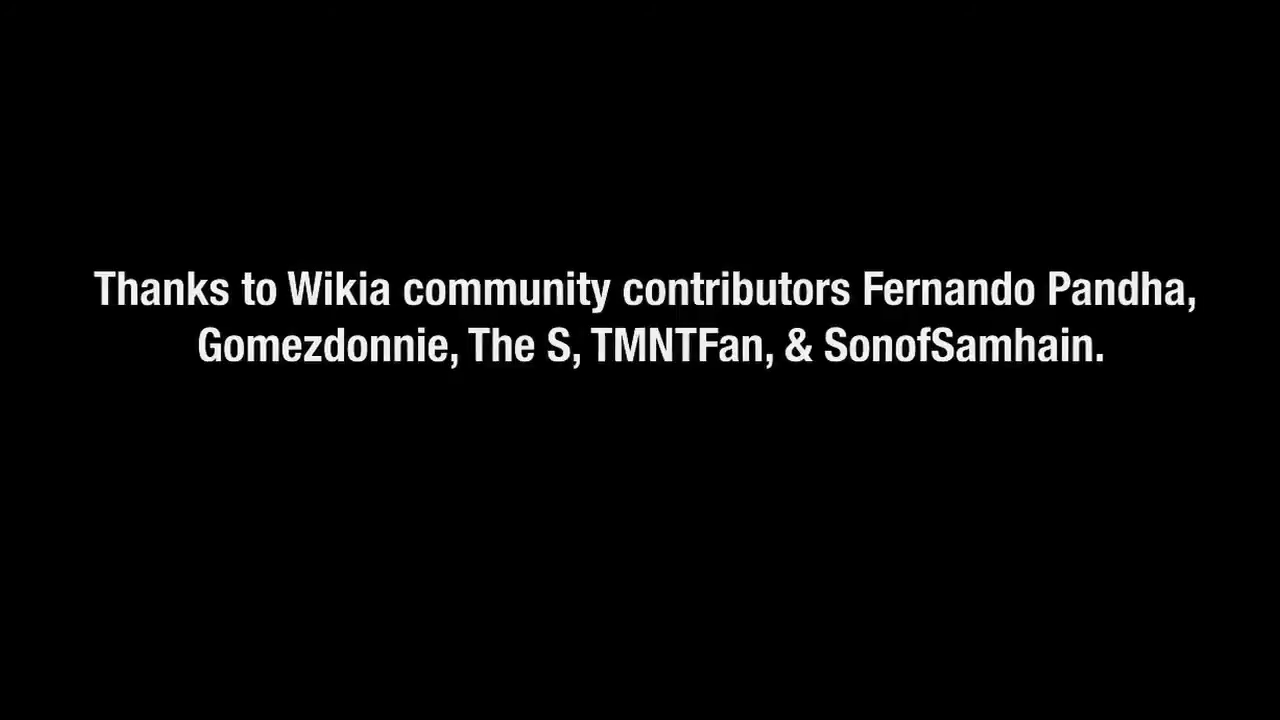 Thanks to Wikia community contributors Fernando Pandha,
Gomezdonnie, The S, TMNTFan, & SonofSamhain.